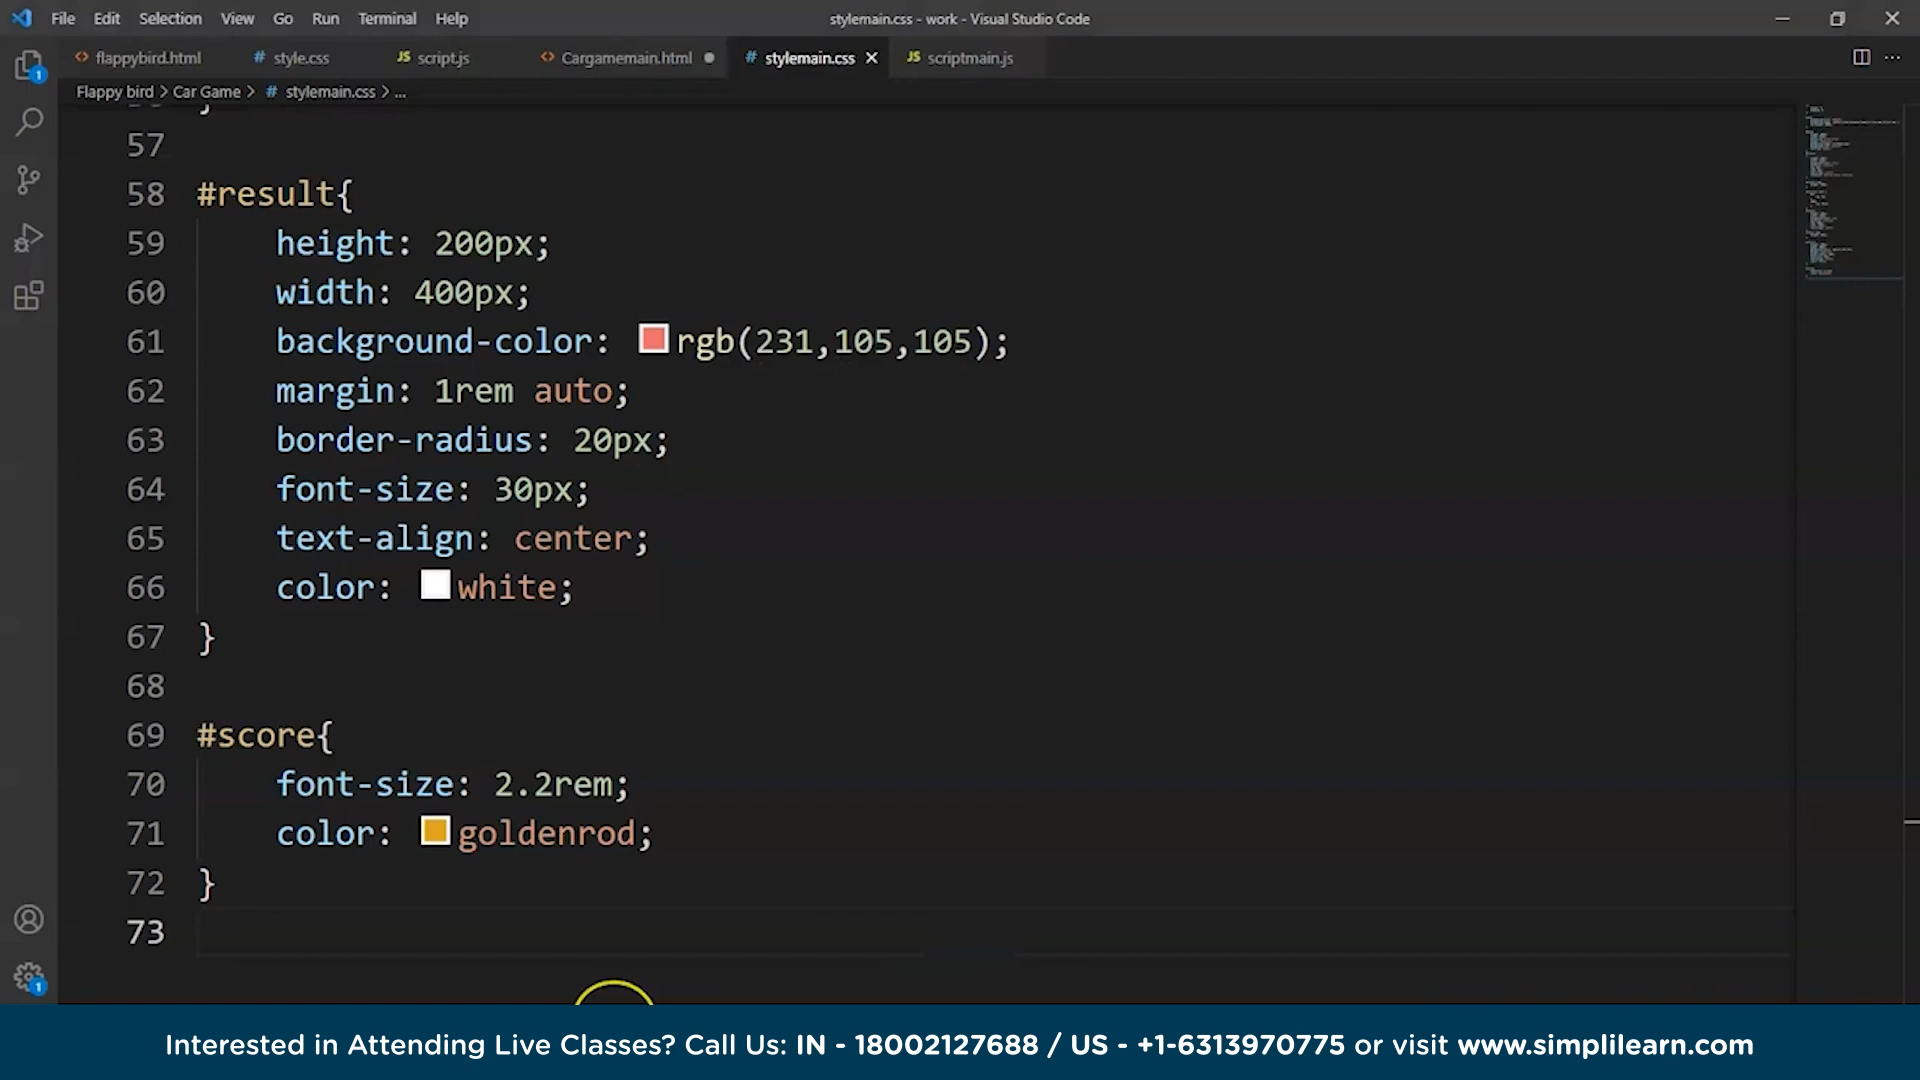 File Edit Selection View Go Run Terminal Help stylemain.css - work - Visual Studio Code
flappybird.html # style.css JS script.js Cargamemain.html # stylemain.css JS scriptmain.js
Flappy bird > Car Game > # stylemain.css > ...
57
58 #result{
59 height: 200px;
60 width: 400px;
61 background-color: rgb(231,105,105);
62 margin: 1rem auto;
63 border-radius: 20px;
64 font-size: 30px;
65 text-align: center;
66 color: white;
67 }
68
69 #score{
70 font-size: 2.2rem;
71 color: goldenrod;
72 }
73
1
1
Interested in Attending Live Classes? Call Us: IN - 18002127688 / US - +1-6313970775 or visit www.simplilearn.com